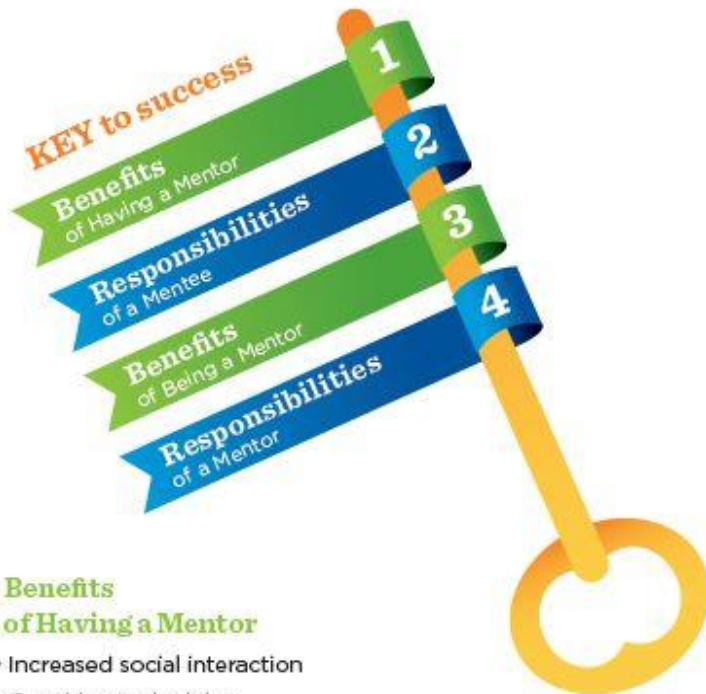 KEY to success
1
Benefits
of Having a Mentor
2
Responsibilities
of a Mentee
3
Benefits
of Being a Mentor
4
Responsibilities
of a Mentor
Benefits
of Having a Mentor
Increased social interaction